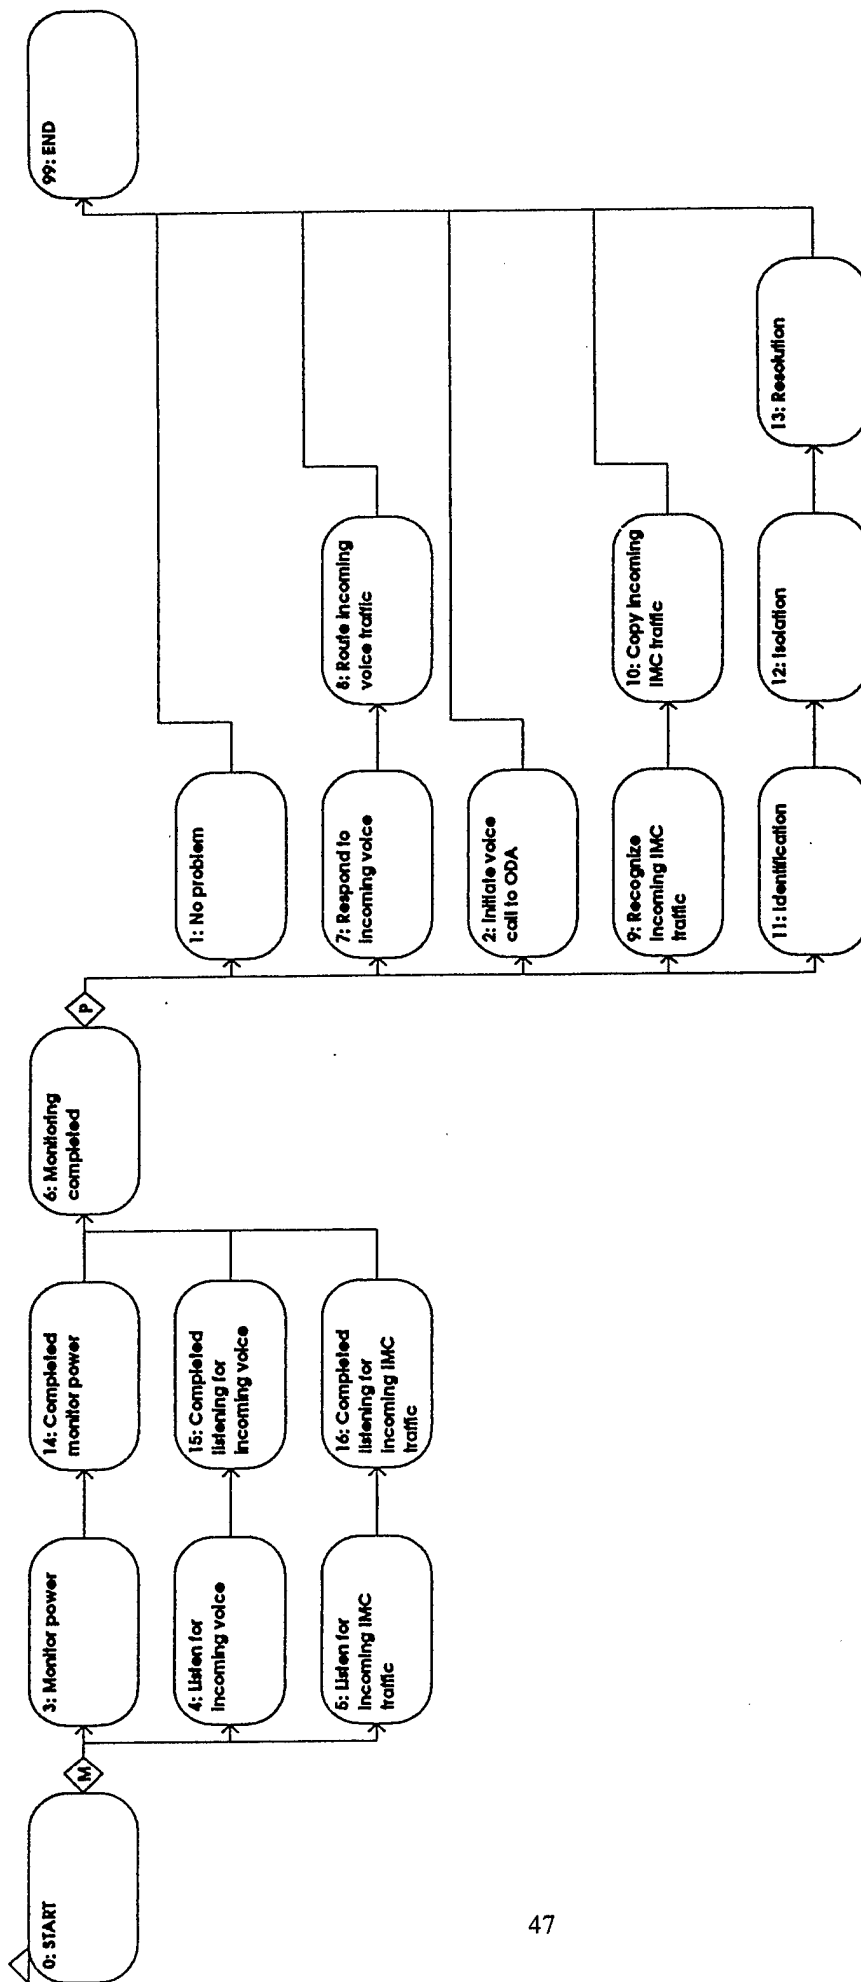 0: START
M
3: Monitor power
4: Listen for
incoming voice
5: Listen for
incoming IMC
traffic
14: Completed
monitor power
15: Completed
listening for
incoming voice
16: Completed
listening for
incoming IMC
traffic
6: Monitoring
completed
P
1: No problem
7: Respond to
incoming voice
2: Initiate voice
call to ODA
9: Recognize
incoming IMC
traffic
11: Identification
8: Route incoming
voice traffic
10: Copy incoming
IMC traffic
12: Isolation
13: Resolution
99: END
47